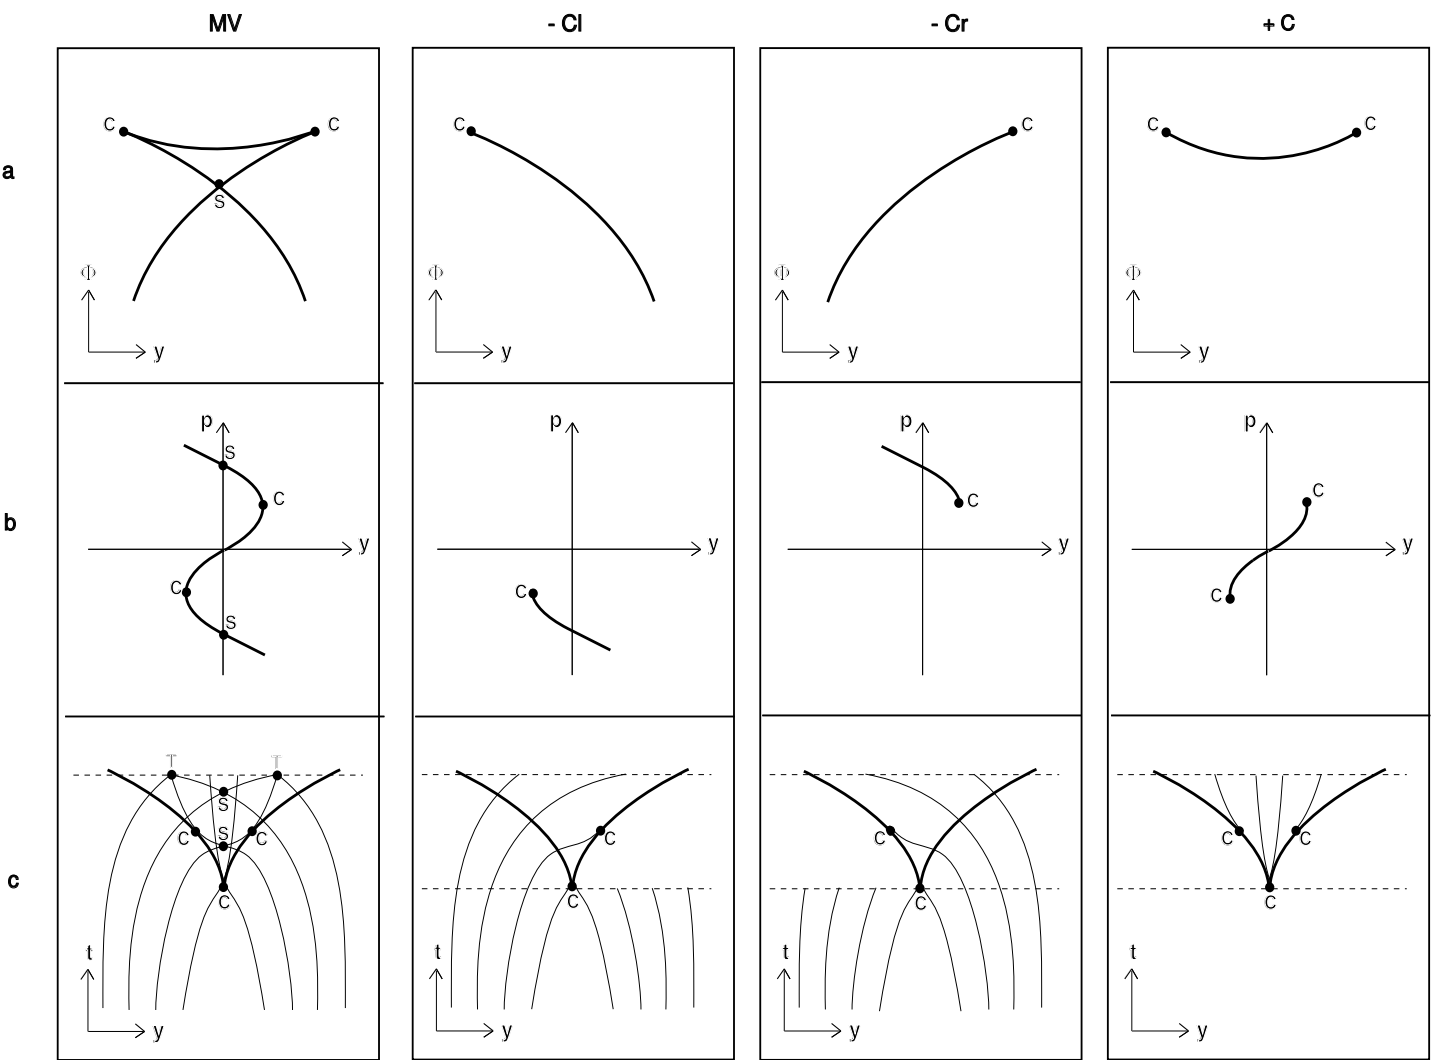 MV - Cl - Cr + C
a
C C C C C C
S
Φ Φ Φ Φ
y y y y
b
p p p p
S
C C C
y y y y
C C C
S
c
T T
S
C S C C C C C
C C C C
t t t t
y y y y